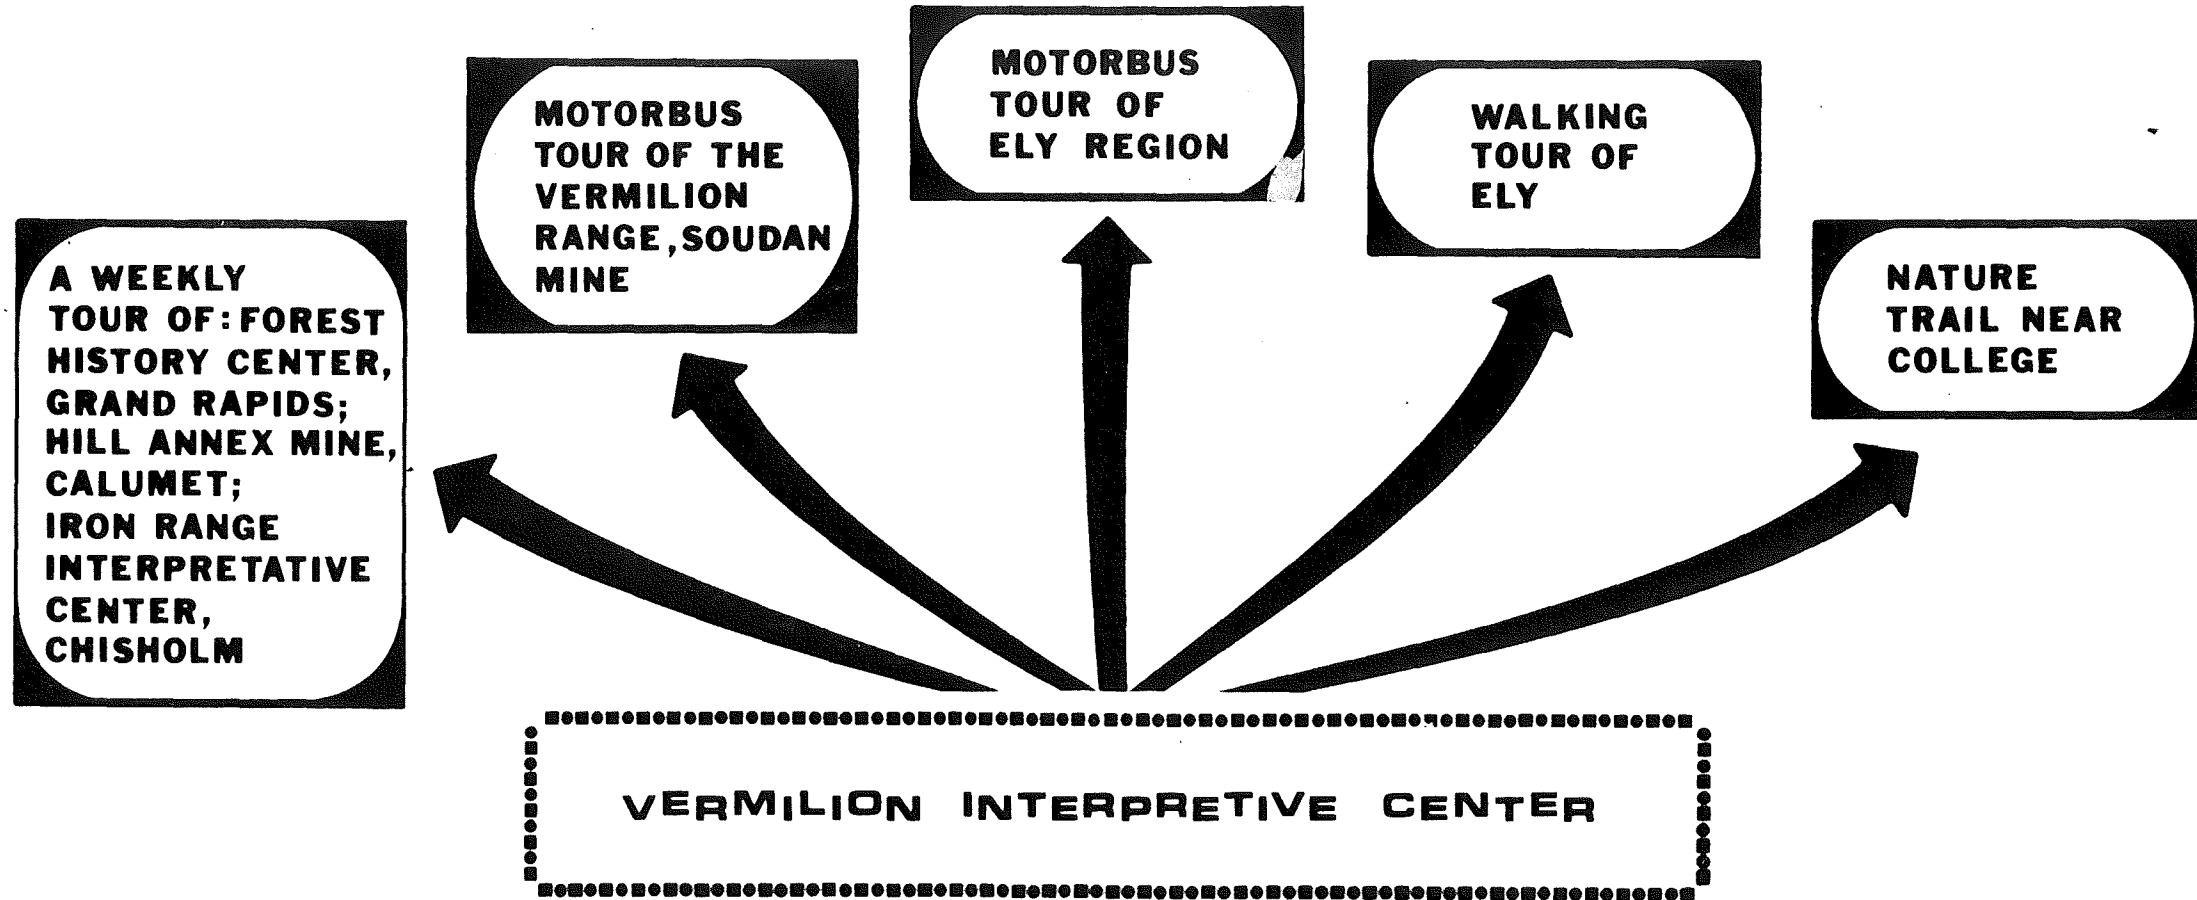 A WEEKLY
TOUR OF: FOREST
HISTORY CENTER,
GRAND RAPIDS;
HILL ANNEX MINE,
CALUMET;
IRON RANGE
INTERPRETATIVE
CENTER,
CHISHOLM
MOTORBUS
TOUR OF THE
VERMILION
RANGE, SOUDAN
MINE
MOTORBUS
TOUR OF
ELY REGION
WALKING
TOUR OF
ELY
NATURE
TRAIL NEAR
COLLEGE
VERMILION INTERPRETIVE CENTER